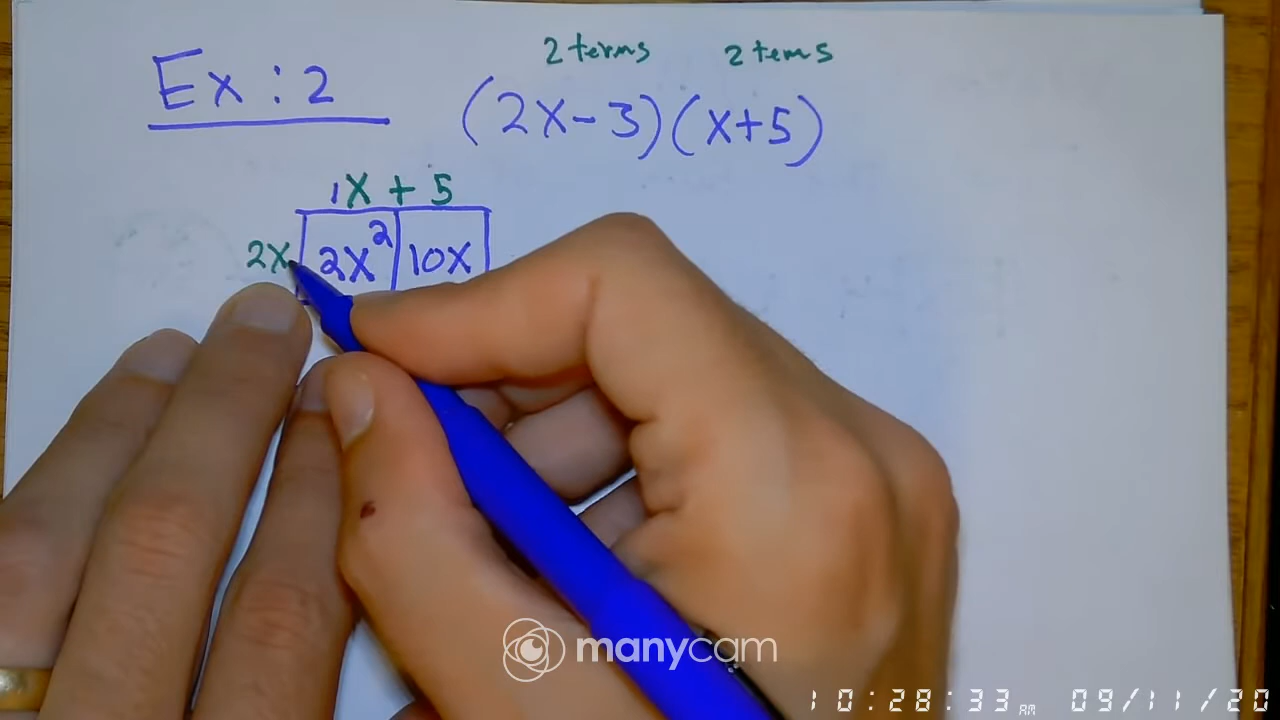 2 terms 2 tems
Ex: 2 (2x-3)(x+5)
1x + 5
2x 2x² 10x
manycam
10:28:33 AM 09/11/20